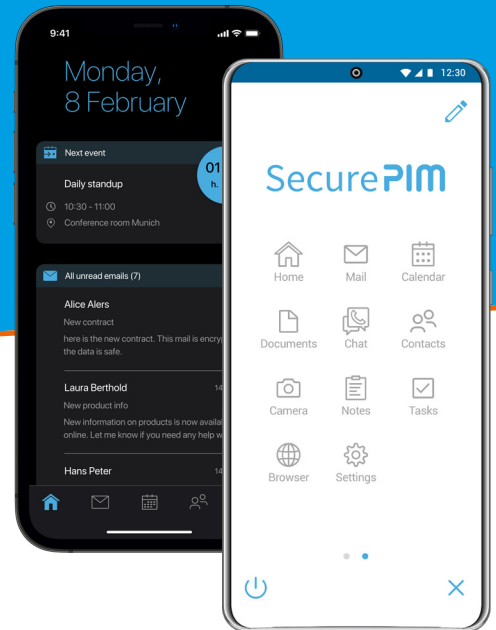 9:41
Monday,
8 February
Next event
01
h.
Daily standup
10:30 - 11:00
Conference room Munich
All unread emails (7)
Alice Alers
New contract
here is the new contract. This mail is
the data is safe.
Laura Berthold 14
New product info
New information on products is now
online. Let me know if you need any help
Hans Peter 14
12:30
SecurePIM
Home Mail Calendar
Documents Chat Contacts
Camera Notes Tasks
Browser Settings